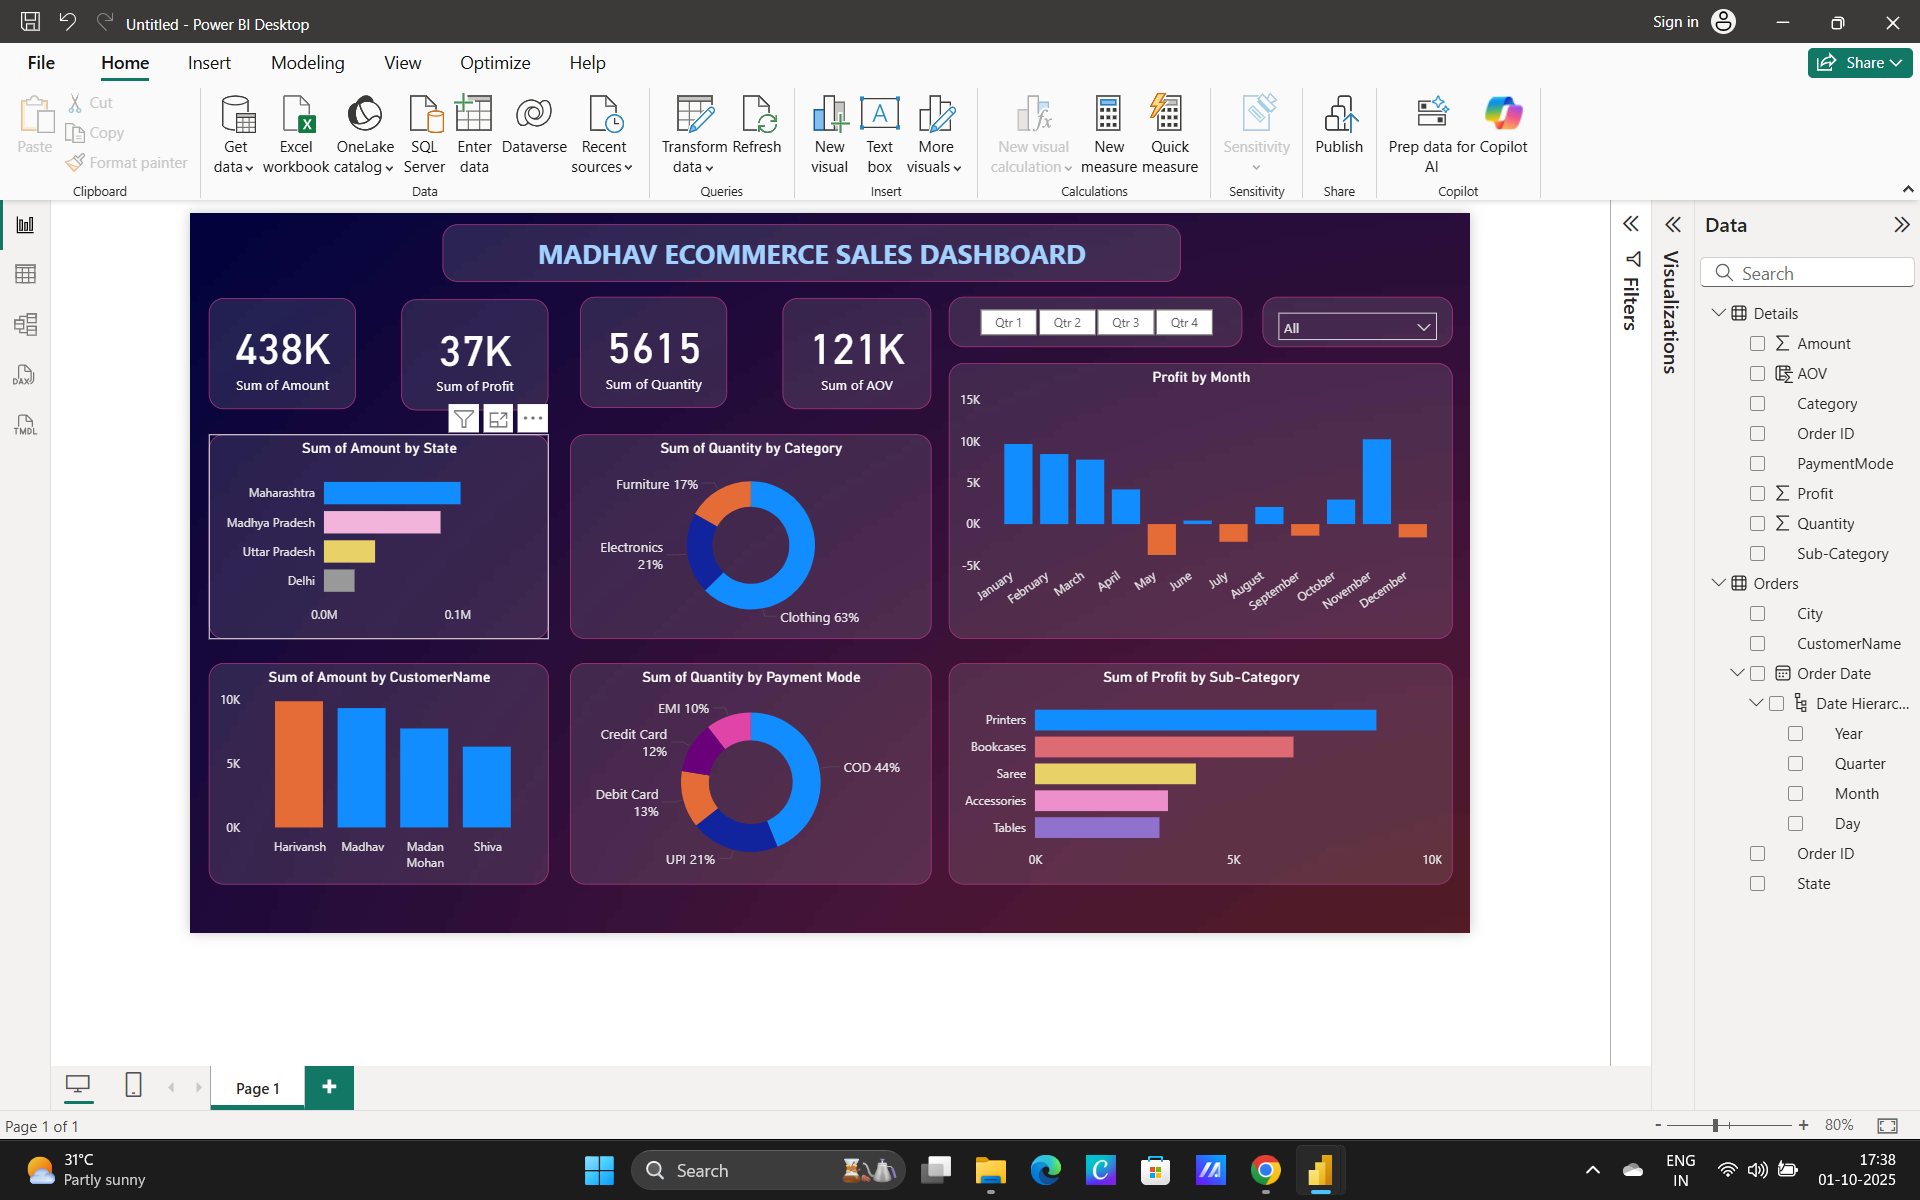 Untitled - Power BI Desktop
Sign in
File
Home
Insert
Modeling
View
Optimize
Help
Share
Paste
Cut
Copy
Format painter
Clipboard
Get data
Excel workbook
OneLake catalog
SQL Server
Enter data
Dataverse
Recent sources
Data
Transform data
Refresh
Queries
New visual
Text box
More visuals
Insert
New visual calculation
New measure
Quick measure
Calculations
Sensitivity
Sensitivity
Publish
Share
Prep data for AI
Copilot
Copilot
MADHAV ECOMMERCE SALES DASHBOARD
438K
Sum of Amount
37K
Sum of Profit
5615
Sum of Quantity
121K
Sum of AOV
Qtr 1
Qtr 2
Qtr 3
Qtr 4
All
Sum of Amount by State
Maharashtra
Madhya Pradesh
Uttar Pradesh
Delhi
0.0M
0.1M
Sum of Quantity by Category
Furniture 17%
Electronics
21%
Clothing 63%
Profit by Month
15K
10K
5K
0K
-5K
January
February
March
April
May
June
July
August
September
October
November
December
Sum of Amount by CustomerName
10K
5K
0K
Harivansh
Madhav
Madan
Mohan
Shiva
Sum of Quantity by Payment Mode
EMI 10%
Credit Card
12%
Debit Card
13%
UPI 21%
COD 44%
Sum of Profit by Sub-Category
Printers
Bookcases
Saree
Accessories
Tables
0K
5K
10K
Filters
Visualizations
Data
Search
Details
Amount
AOV
Category
Order ID
PaymentMode
Profit
Quantity
Sub-Category
Orders
City
CustomerName
Order Date
Date Hierarc...
Year
Quarter
Month
Day
Order ID
State
DAX
TMDL
Page 1
Page 1 of 1
80%
31°C
Partly sunny
Search
ENG
IN
17:38
01-10-2025